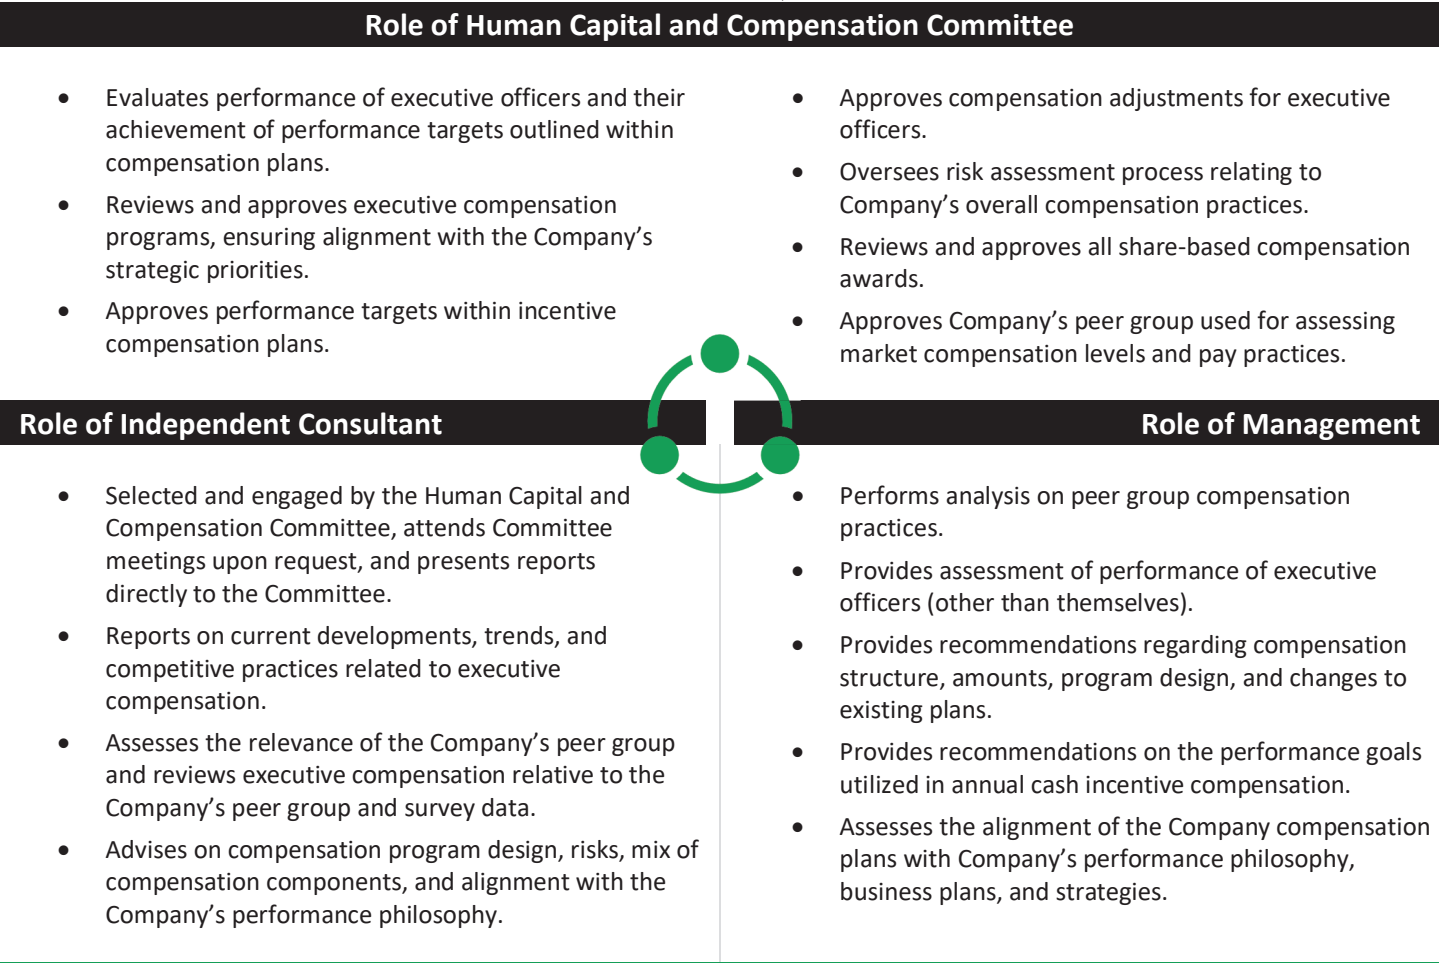 Role of Human Capital and Compensation Committee
• Evaluates performance of executive officers and their
achievement of performance targets outlined within
compensation plans.
• Reviews and approves executive compensation
programs, ensuring alignment with the Company’s
strategic priorities.
• Approves performance targets within incentive
compensation plans.
• Approves compensation adjustments for executive
officers.
• Oversees risk assessment process relating to
Company’s overall compensation practices.
• Reviews and approves all share-based compensation
awards.
• Approves Company’s peer group used for assessing
market compensation levels and pay practices.
Role of Independent Consultant
• Selected and engaged by the Human Capital and
Compensation Committee, attends Committee
meetings upon request, and presents reports
directly to the Committee.
• Reports on current developments, trends, and
competitive practices related to executive
compensation.
• Assesses the relevance of the Company’s peer group
and reviews executive compensation relative to the
Company’s peer group and survey data.
• Advises on compensation program design, risks, mix of
compensation components, and alignment with the
Company’s performance philosophy.
Role of Management
• Performs analysis on peer group compensation
practices.
• Provides assessment of performance of executive
officers (other than themselves).
• Provides recommendations regarding compensation
structure, amounts, program design, and changes to
existing plans.
• Provides recommendations on the performance goals
utilized in annual cash incentive compensation.
• Assesses the alignment of the Company compensation
plans with Company’s performance philosophy,
business plans, and strategies.